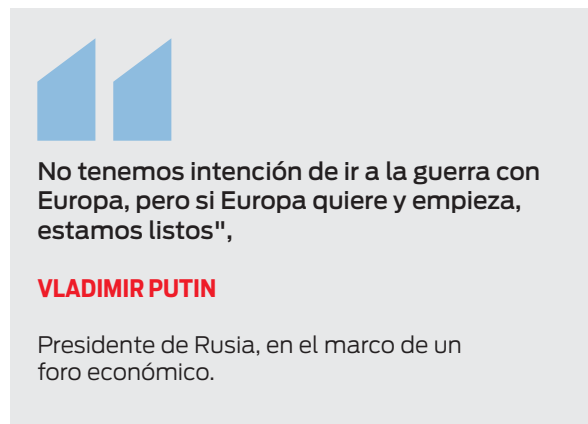 No tenemos intención de ir a la guerra con
Europa, pero si Europa quiere y empieza,
estamos listos",
VLADIMIR PUTIN
Presidente de Rusia, en el marco de un
foro económico.